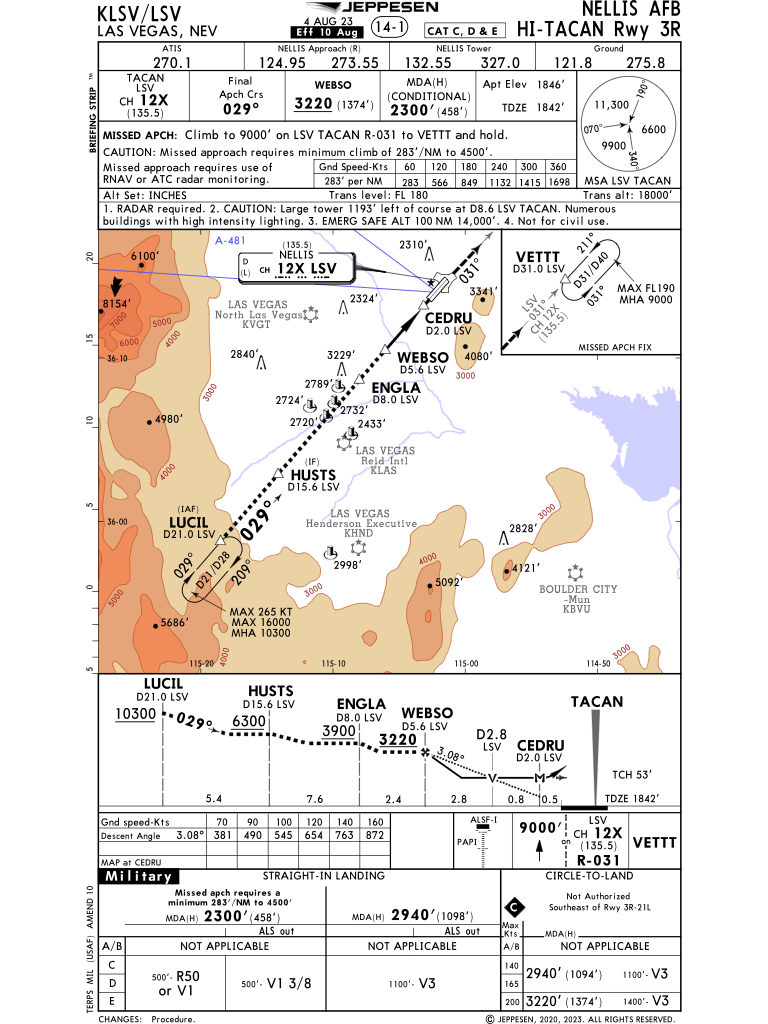 KLSV/LSV
LAS VEGAS, NEV
JEPPESEN
4 AUG 23
Eff 10 Aug
14-1
CAT C, D & E
NELLIS AFB
HI-TACAN Rwy 3R
ATIS
270.1
NELLIS Approach (R)
124.95 273.55
NELLIS Tower
132.55 327.0
Ground
121.8 275.8
BRIEFING STRIP ™
TACAN
LSV
CH 12X
(135.5)
Final
Apch Crs
029°
WEBSO
3220 (1374')
MDA(H)
(CONDITIONAL)
2300' (458')
Apt Elev 1846'
TDZE 1842'
MISSED APCH: Climb to 9000' on LSV TACAN R-031 to VETTT and hold.
CAUTION: Missed approach requires minimum climb of 283'/NM to 4500'.
Missed approach requires use of
RNAV or ATC radar monitoring.
Gnd Speed-Kts 60 120 180 240 300 360
283' per NM 283 566 849 1132 1415 1698
Alt Set: INCHES Trans level: FL 180 Trans alt: 18000'
1. RADAR required. 2. CAUTION: Large tower 1193' left of course at D8.6 LSV TACAN. Numerous
buildings with high intensity lighting. 3. EMERG SAFE ALT 100 NM 14,000'. 4. Not for civil use.
190°
11,300
070°
6600
9900
340°
MSA LSV TACAN
A-481
(135.5)
NELLIS
D
(L) CH 12X LSV
2310'
031°
6100'
8154'
7000
6000
5000
4000
36-10
LAS VEGAS
North Las Vegas
KVGT
2324'
3341'
CEDRU
D2.0 LSV
4080'
3000
2840'
3229'
WEBSO
D5.6 LSV
2789'
ENGLA
D8.0 LSV
2724'
2732'
2720'
2433'
3000
4980'
4000
LAS VEGAS
Reid Intl
KLAS
(IF)
HUSTS
D15.6 LSV
029°
(IAF)
LUCIL
D21.0 LSV
36-00
LAS VEGAS
Henderson Executive
KHND
2998'
029°
D21/D28
209°
MAX 265 KT
MAX 16000
MHA 10300
5000
5686'
4000
3000
4000
5092'
3000
2828'
4121'
BOULDER CITY
-Mun
KBVU
3000
115-20
115-10
115-00
114-50
20
15
10
5
0
5
VETTT
D31.0 LSV
211°
D31/D40
031°
MAX FL190
MHA 9000
LSV
031°
CH 12X
(135.5)
MISSED APCH FIX
LUCIL
D21.0 LSV
10300
029°
HUSTS
D15.6 LSV
6300
ENGLA
D8.0 LSV
3900
WEBSO
D5.6 LSV
3220
3.08°
D2.8
LSV
V
CEDRU
D2.0 LSV
M
TACAN
TCH 53'
TDZE 1842'
5.4 7.6 2.4 2.8 0.8 0.5
Gnd speed-Kts 70 90 100 120 140 160
Descent Angle 3.08° 381 490 545 654 763 872
MAP at CEDRU
ALSF-I
PAPI
9000'
on
LSV
CH 12X
(135.5)
R-031
VETTT
Military
STRAIGHT-IN LANDING
CIRCLE-TO-LAND
Missed apch requires a
minimum 283'/NM to 4500'
MDA(H) 2300' (458')
ALS out
MDA(H) 2940' (1098')
ALS out
C
Not Authorized
Southeast of Rwy 3R-21L
Max
Kts
MDA(H)
A/B NOT APPLICABLE NOT APPLICABLE A/B NOT APPLICABLE
C
D
E
500'- R50
or V1
500'- V1 3/8
1100'- V3
140
165
2940' (1094') 1100'- V3
200 3220' (1374') 1400'- V3
TERPS MIL (USAF) AMEND 10
CHANGES: Procedure.
© JEPPESEN, 2020, 2023. ALL RIGHTS RESERVED.